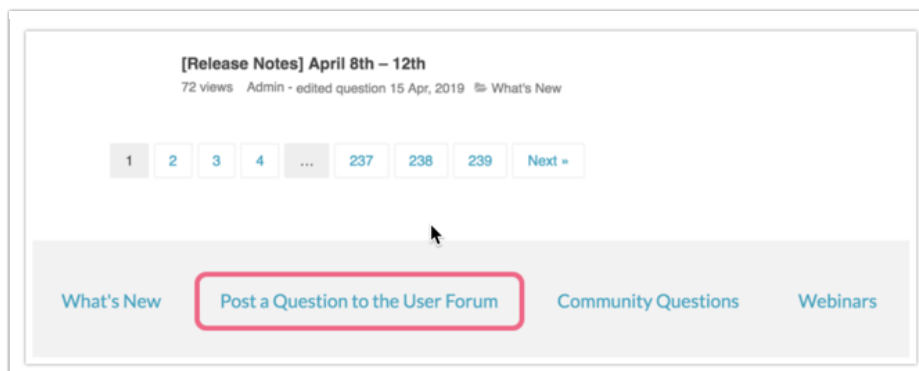 [Release Notes] April 8th – 12th
72 views Admin - edited question 15 Apr, 2019 What's New
1 2 3 4 ... 237 238 239 Next »
What's New Post a Question to the User Forum Community Questions Webinars